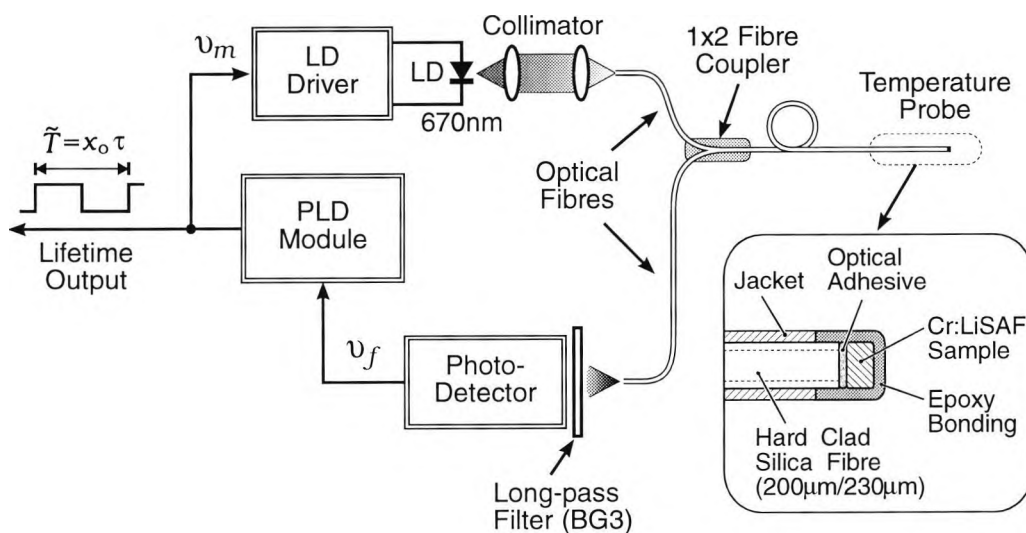 υm
LD
Driver
LD
670nm
Collimator
1x2 Fibre
Coupler
Temperature
Probe
T̃=xₒτ
Lifetime
Output
PLD
Module
υf
Photo-
Detector
Optical
Fibres
Long-pass
Filter (BG3)
Jacket
Optical
Adhesive
Cr:LiSAF
Sample
Epoxy
Bonding
Hard Clad
Silica Fibre
(200µm/230µm)